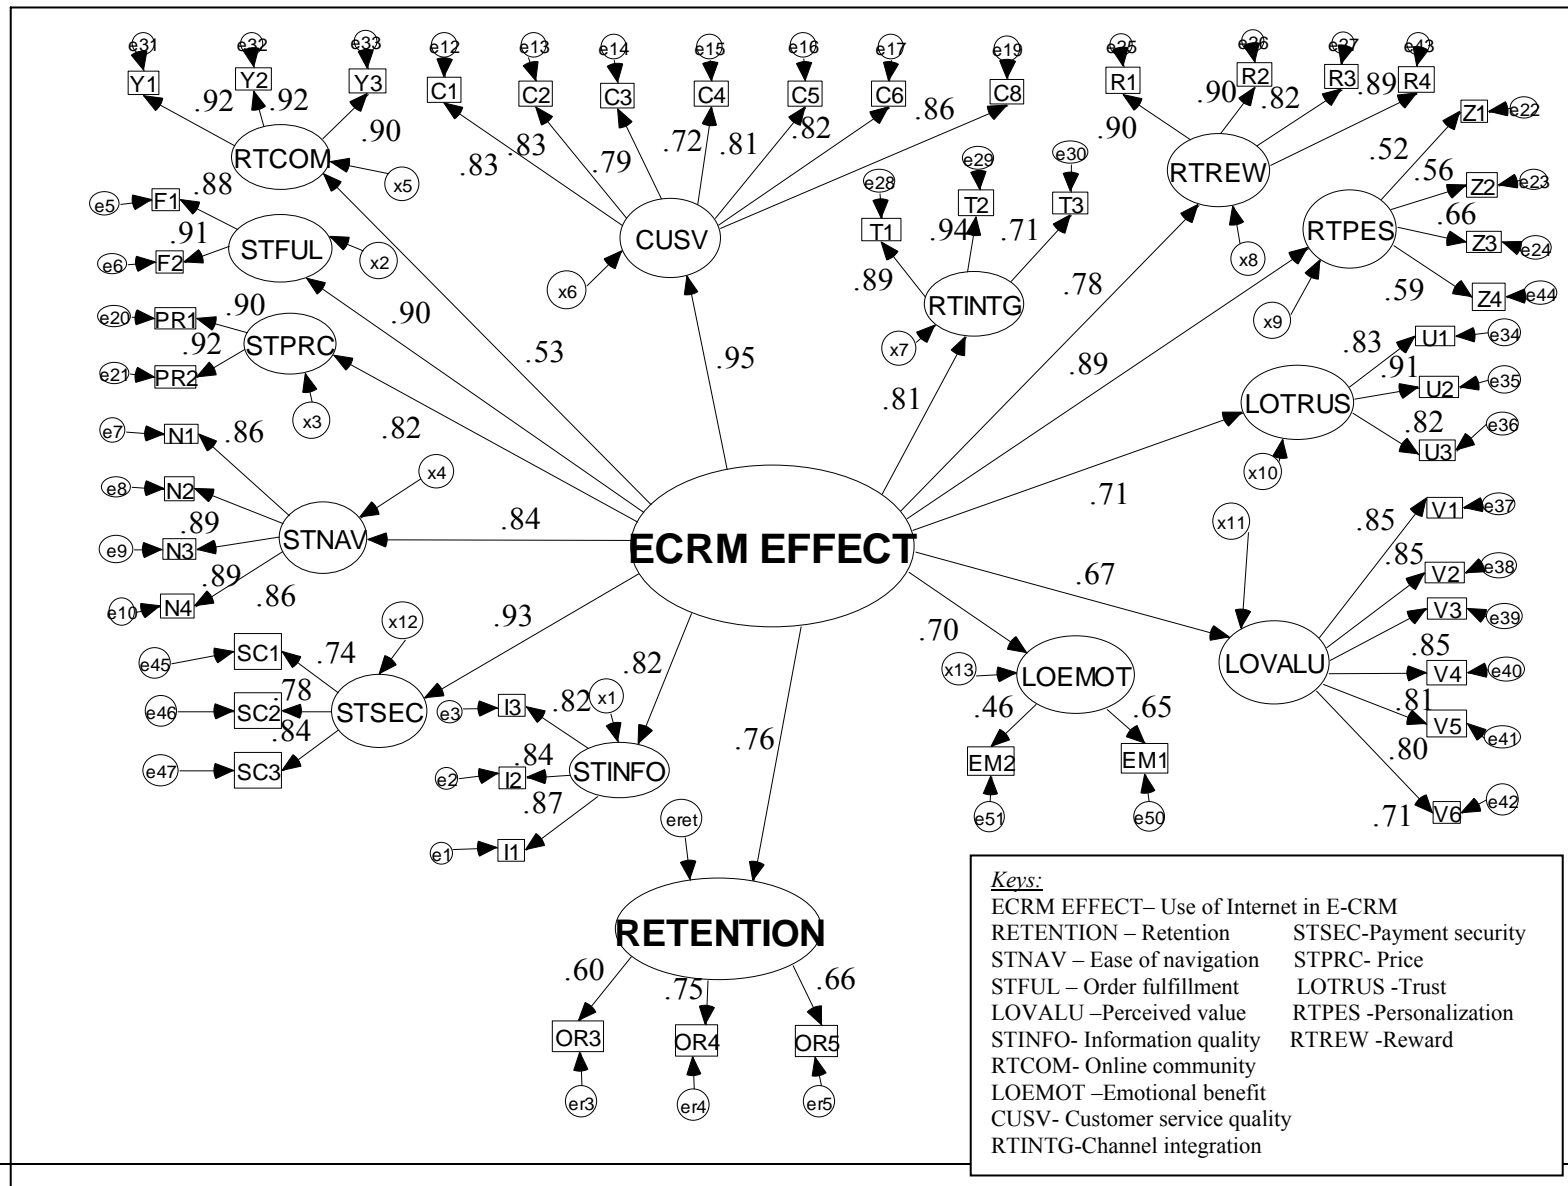 e31 e32 e33 e12 e13 e14 e15 e16 e17 e19 e25 e26 e27 e43
Y1 Y2 Y3 C1 C2 C3 C4 C5 C6 C8 R1 R2 R3 R4
.92 .92 .90 .83 .83 .79 .72 .81 .82 .86 .90 .90 .82 .89
RTCOM x5 RTREW x8
Z1 e22
.52
Z2 e23
.56
Z3 e24
.66
Z4 e44
.59
RTPES x9
e5 F1 .88
e6 F2 .91
STFUL x2
CUSV x6
e28 e29 e30
T1 T2 T3
.89 .94 .71
RTINTG x7
e20 PR1 .90
e21 PR2 .92
STPRC x3
.90 .53 .95 .81 .78 .89
.82
U1 e34 .83
U2 e35 .91
U3 e36 .82
LOTRUS x10
.71
e7 N1 .86
e8 N2
e9 N3 .89
e10 N4 .89
.86
STNAV x4
.84
ECRM EFFECT
x11
V1 e37 .85
V2 e38 .85
V3 e39
V4 e40 .85
V5 e41 .81
V6 e42 .80
.71
LOVALU
.67
.93
x12
e45 SC1 .74
e46 SC2 .78
e47 SC3 .84
STSEC
.82
x1
e3 I3 .82
e2 I2 .84
e1 I1 .87
STINFO
.70
x13 LOEMOT
.46 .65
EM2 EM1
e51 e50
.76
eret
RETENTION
.60 .75 .66
OR3 OR4 OR5
er3 er4 er5
Keys:
ECRM EFFECT– Use of Internet in E-CRM
RETENTION – Retention STSEC-Payment security
STNAV – Ease of navigation STPRC- Price
STFUL – Order fulfillment LOTRUS -Trust
LOVALU –Perceived value RTPES -Personalization
STINFO- Information quality RTREW -Reward
RTCOM- Online community
LOEMOT –Emotional benefit
CUSV- Customer service quality
RTINTG-Channel integration